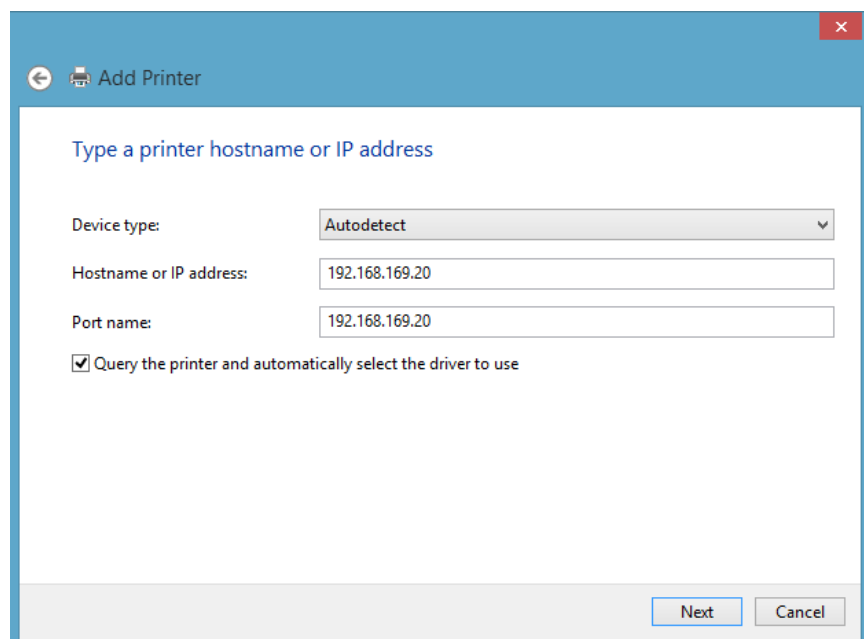 Add Printer
Type a printer hostname or IP address
Device type: Autodetect
Hostname or IP address: 192.168.169.20
Port name: 192.168.169.20
Query the printer and automatically select the driver to use
Next Cancel